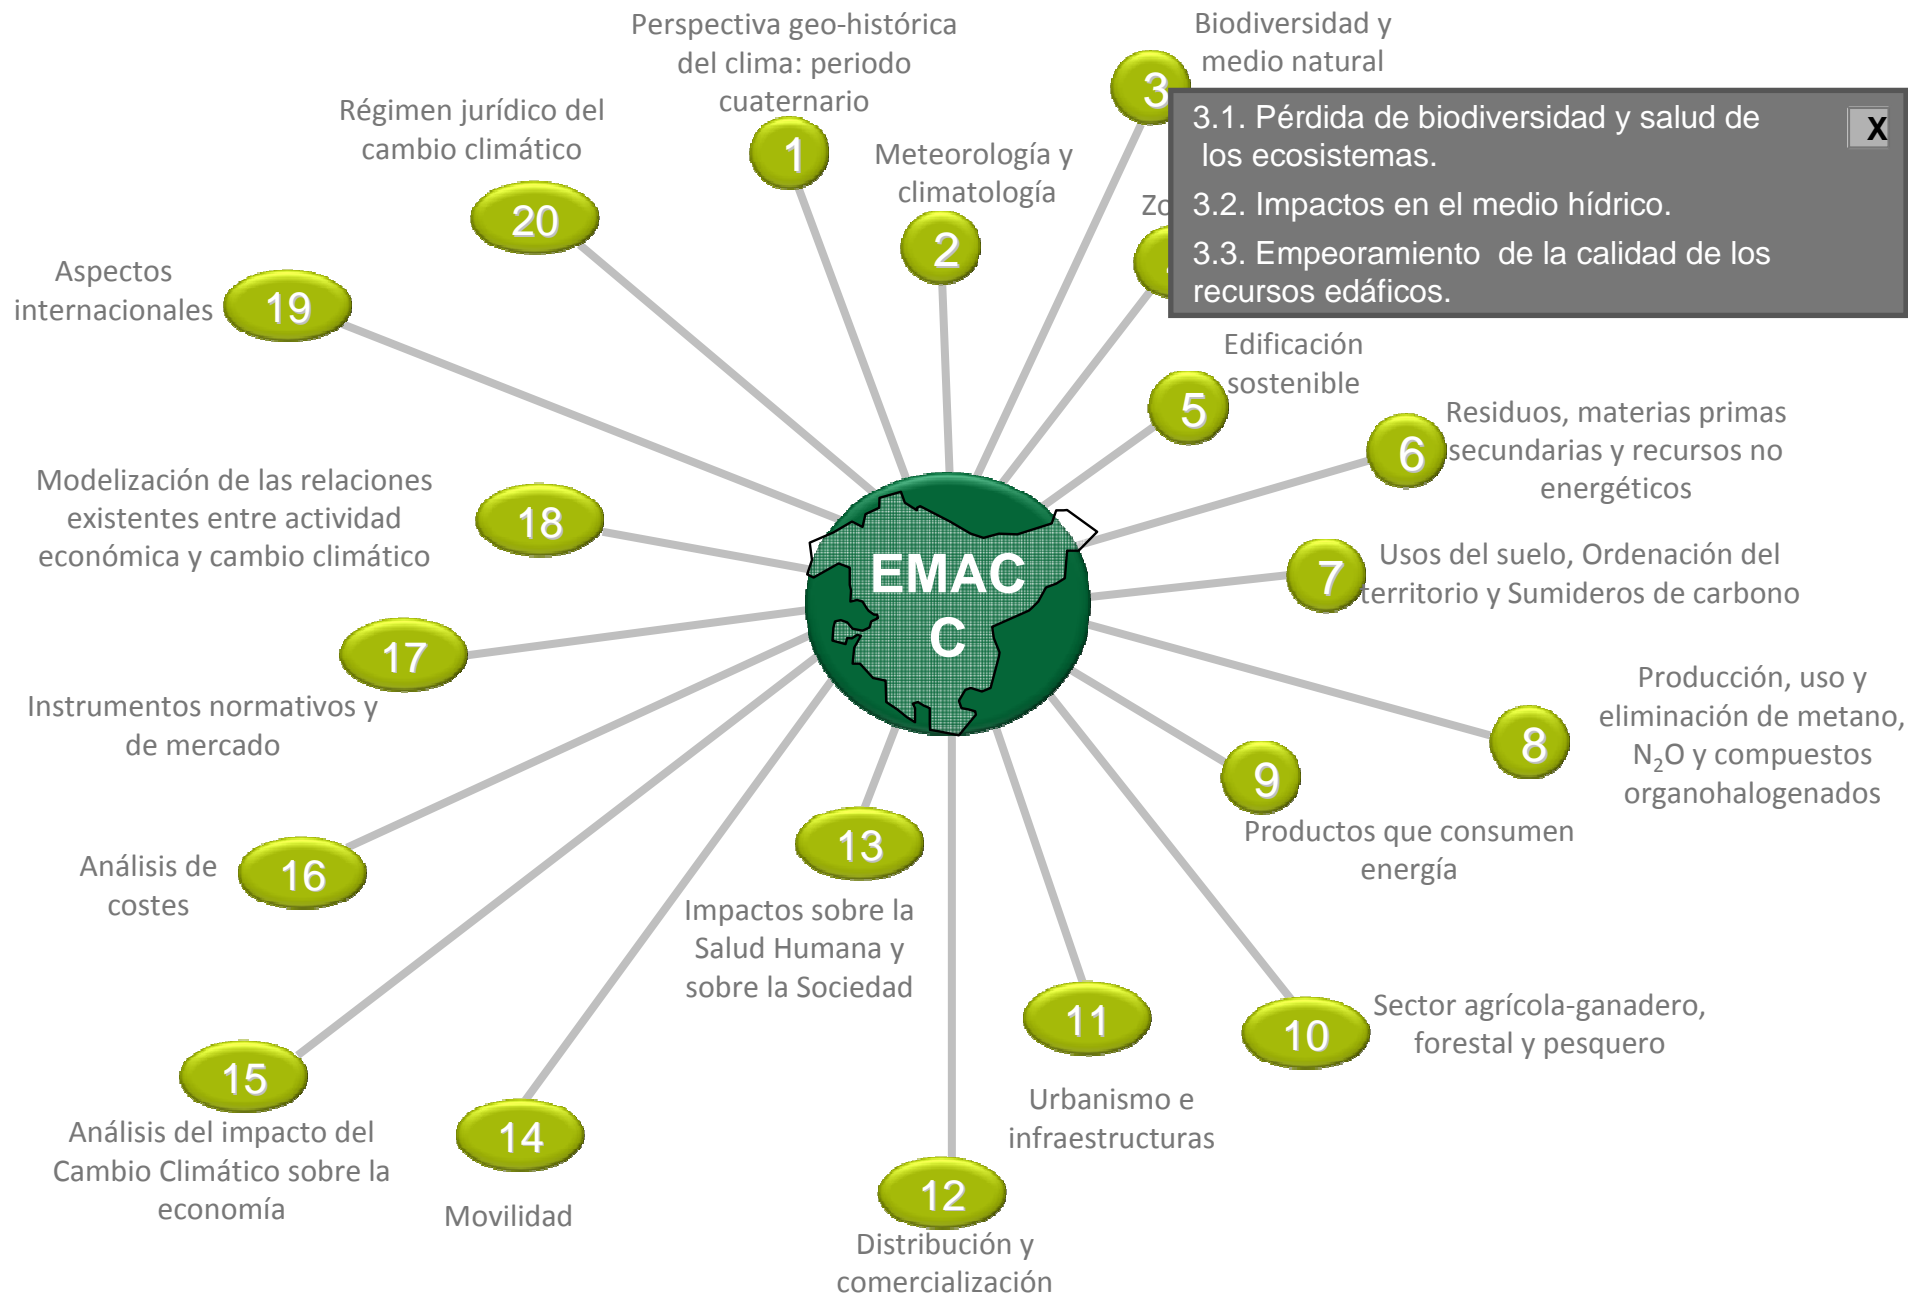 Perspectiva geo-histórica
del clima: periodo
cuaternario
1
Meteorología y
climatología
2
Biodiversidad y
medio natural
3
3.1. Pérdida de biodiversidad y salud de
los ecosistemas.
3.2. Impactos en el medio hídrico.
3.3. Empeoramiento  de la calidad de los
recursos edáficos.
X
Edificación
sostenible
5
Residuos, materias primas
secundarias y recursos no
energéticos
6
Usos del suelo, Ordenación del
territorio y Sumideros de carbono
7
Producción, uso y
eliminación de metano,
N₂O y compuestos
organohalogenados
8
9
Productos que consumen
energía
10
Sector agrícola-ganadero,
forestal y pesquero
11
Urbanismo e
infraestructuras
12
Distribución y
comercialización
13
Impactos sobre la
Salud Humana y
sobre la Sociedad
14
Movilidad
15
Análisis del impacto del
Cambio Climático sobre la
economía
Análisis de
costes
16
17
Instrumentos normativos y
de mercado
Modelización de las relaciones
existentes entre actividad
económica y cambio climático
18
Aspectos
internacionales
19
Régimen jurídico del
cambio climático
20
EMAC
C